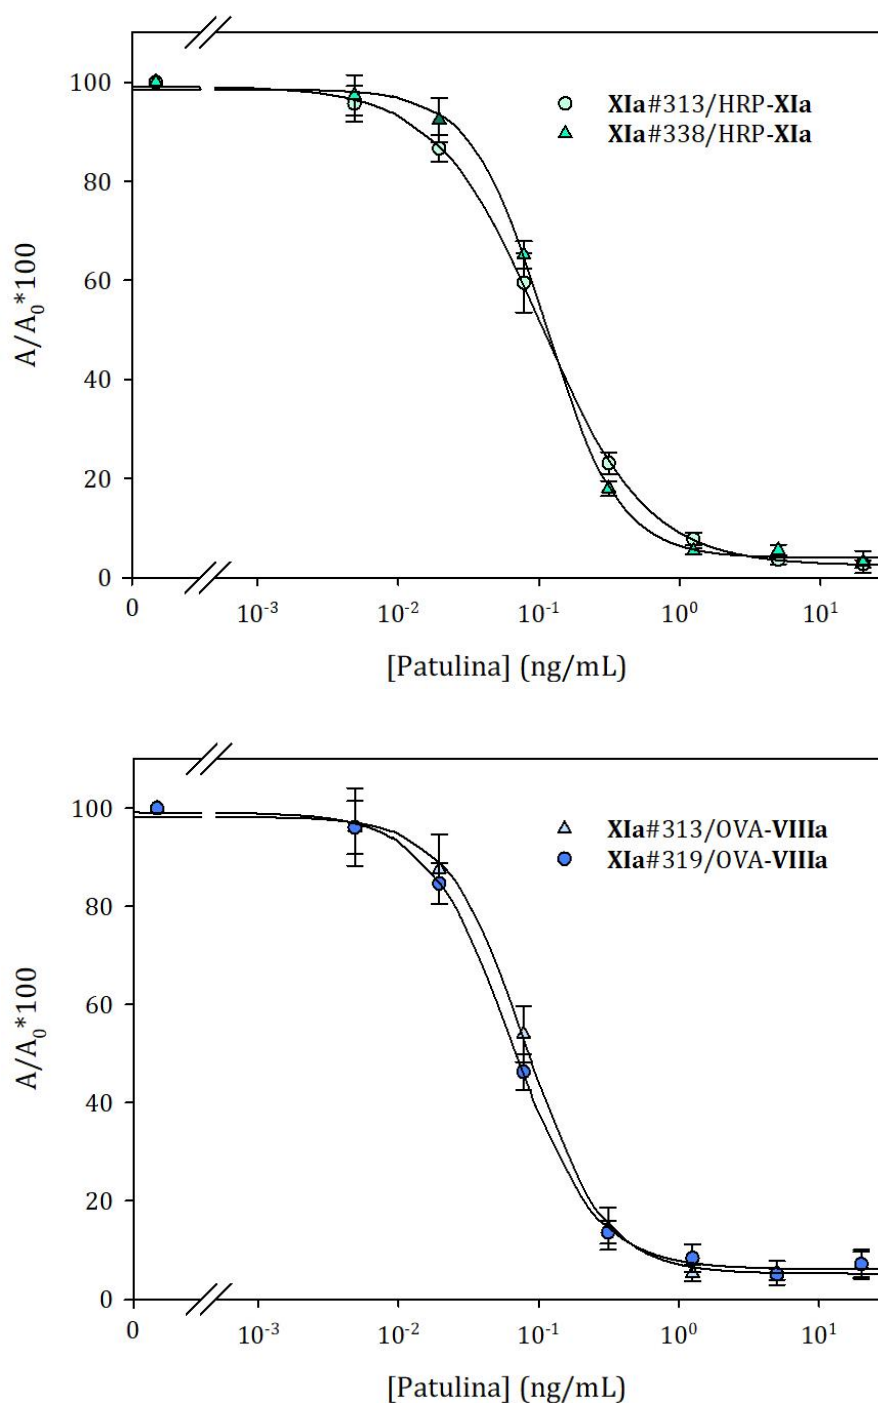 100
80
60
40
20
0
A/A₀*100
XIa#313/HRP-XIa
XIa#338/HRP-XIa
0 10⁻³ 10⁻² 10⁻¹ 10⁰ 10¹
[Patulina] (ng/mL)
100
80
60
40
20
0
A/A₀*100
XIa#313/OVA-VIIIa
XIa#319/OVA-VIIIa
0 10⁻³ 10⁻² 10⁻¹ 10⁰ 10¹
[Patulina] (ng/mL)